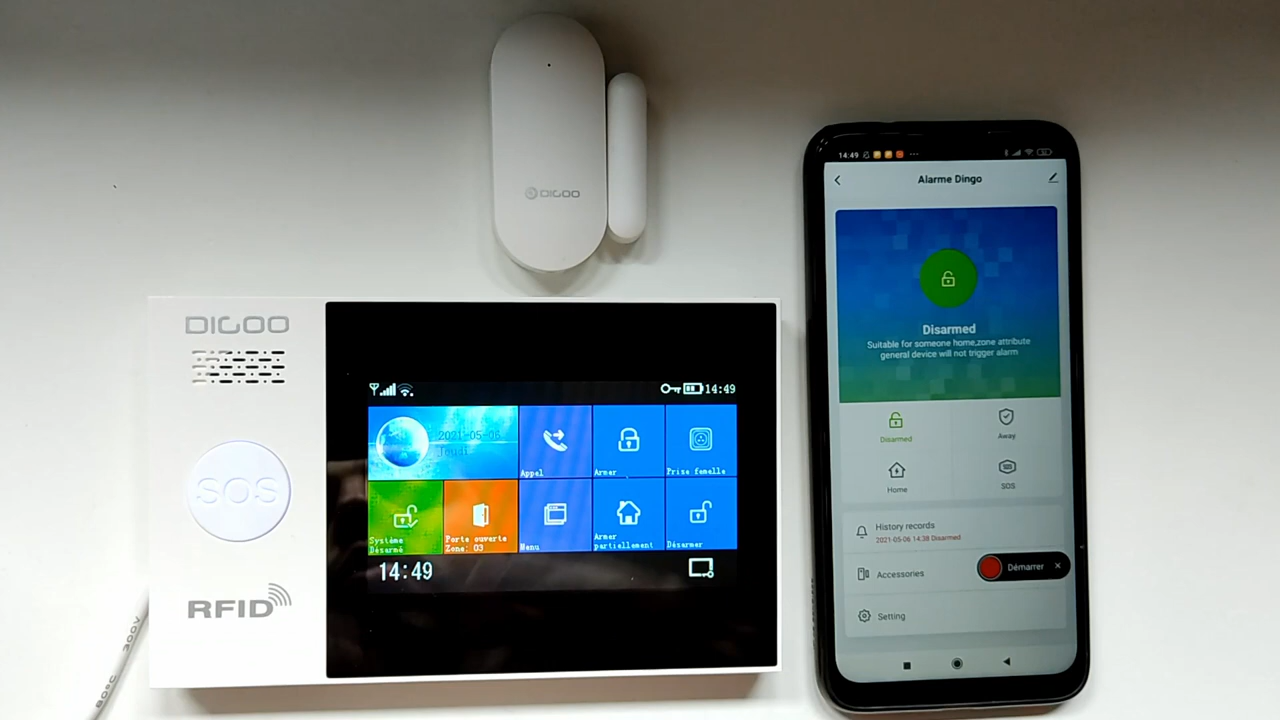 DIGOO
DIGOO
SOS
RFID
80°C 300V
14:49
2021-05-06
Jeudi
Appel
Armer
Prise femelle
Système
Désarmé
Porte ouverte
Zone: 03
Menu
Armer
partiellement
Désarmer
14:49
14:49
Alarme Dingo
Disarmed
Suitable for someone home,zone attribute
general device will not trigger alarm
Disarmed
Away
Home
SOS
History records
2021-05-06 14:38 Disarmed
Accessories
Démarrer
Setting